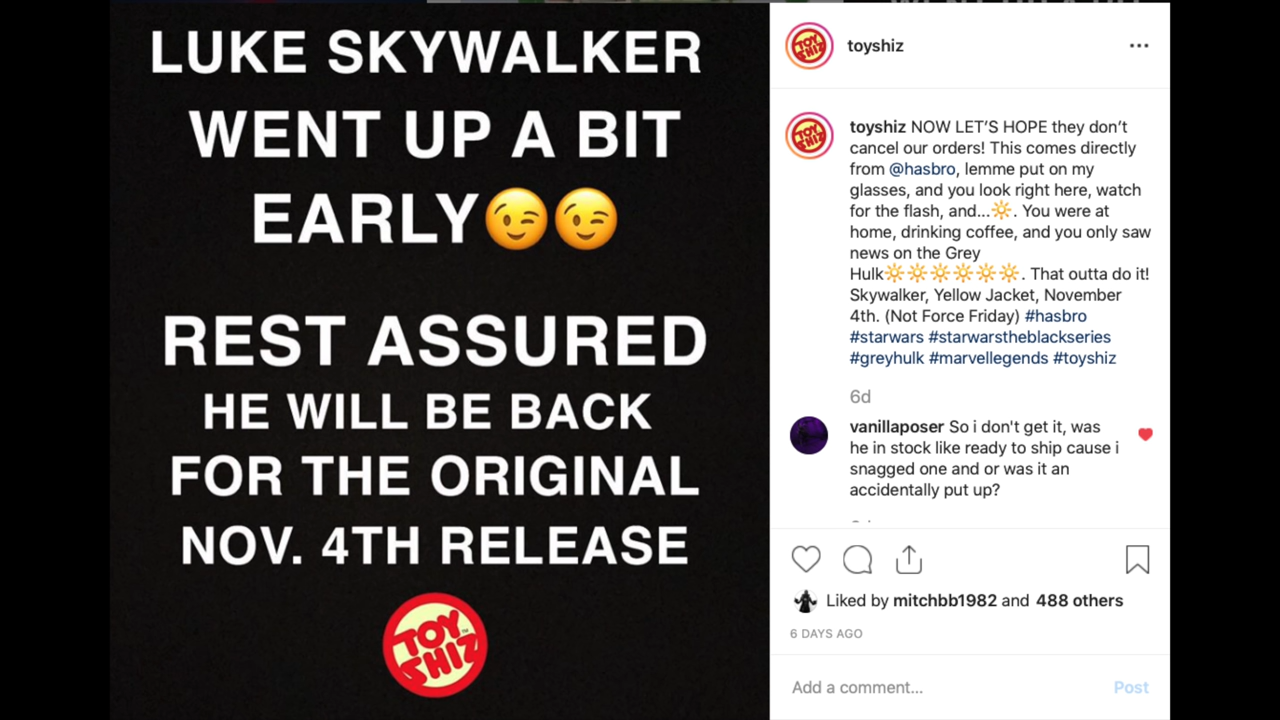 LUKE SKYWALKER
WENT UP A BIT
EARLY😉😉
REST ASSURED
HE WILL BE BACK
FOR THE ORIGINAL
NOV. 4TH RELEASE
TOY
SHIZ
TOY
SHIZ
toyshiz
TOY
SHIZ
toyshiz NOW LET’S HOPE they don’t
cancel our orders! This comes directly
from @hasbro, lemme put on my
glasses, and you look right here, watch
for the flash, and...🔆. You were at
home, drinking coffee, and you only saw
news on the Grey
Hulk🔆🔆🔆🔆🔆🔆. That outta do it!
Skywalker, Yellow Jacket, November
4th. (Not Force Friday) #hasbro
#starwars #starwarstheblackseries
#greyhulk #marvellegends #toyshiz
6d
vanillaposer So i don't get it, was
he in stock like ready to ship cause i
snagged one and or was it an
accidentally put up?
Liked by mitchbb1982 and 488 others
6 DAYS AGO
Add a comment...
Post